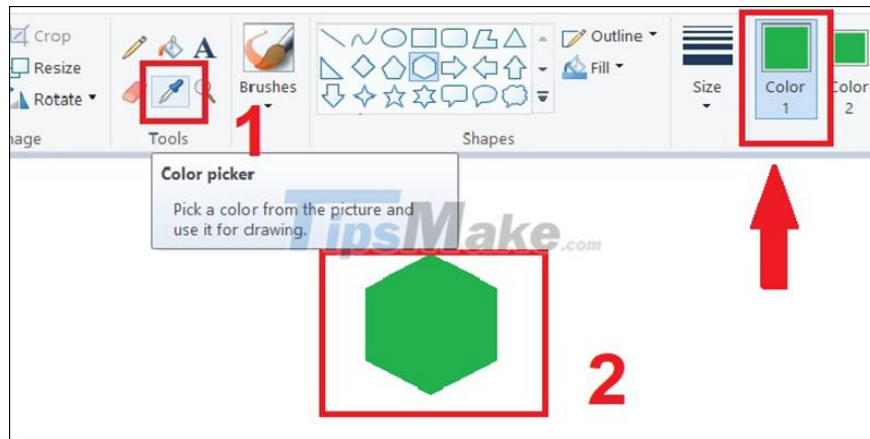 Crop
Resize
Rotate
mage
A
Tools
1
Brushes
Shapes
Outline
Fill
Size
Color
1
Color
2
Color picker
Pick a color from the picture and
use it for drawing.
TipsMake.com
2